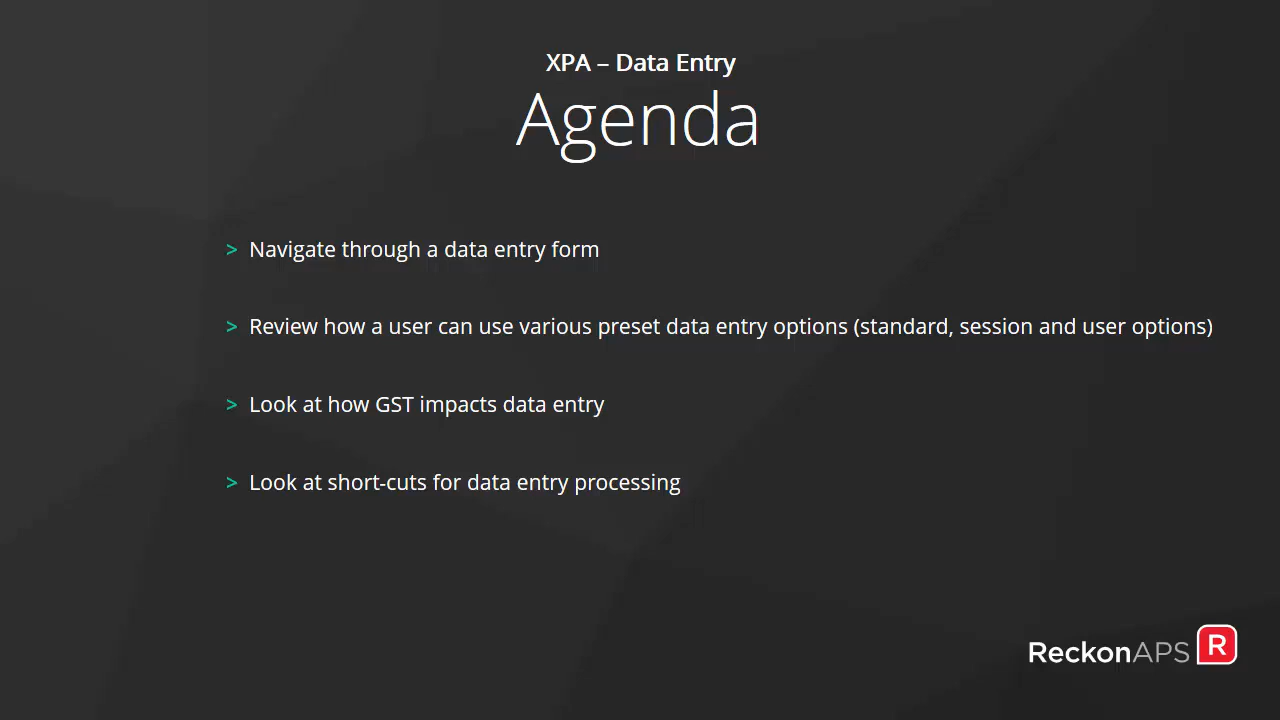 XPA – Data Entry
Agenda
> Navigate through a data entry form
> Review how a user can use various preset data entry options (standard, session and user options)
> Look at how GST impacts data entry
> Look at short-cuts for data entry processing
ReckonAPS R